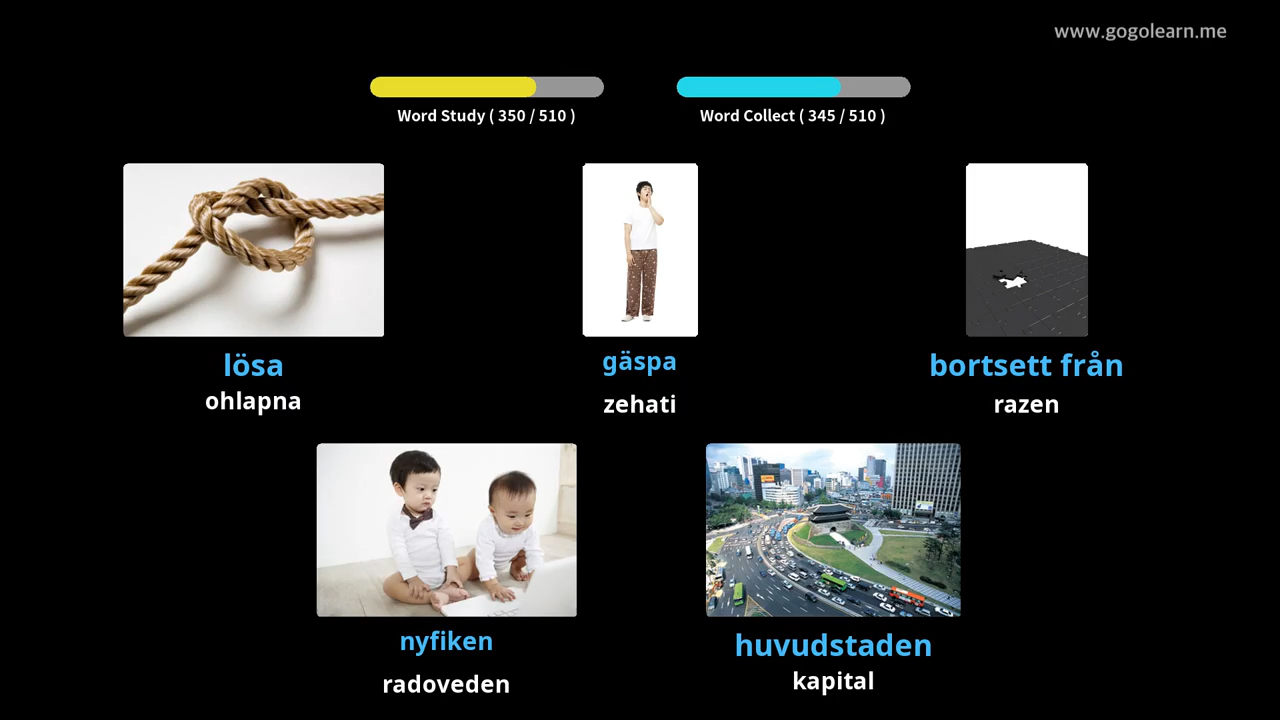 www.gogolearn.me
Word Study ( 350 / 510 )
Word Collect ( 345 / 510 )
lösa
ohlapna
gäspa
zehati
bortsett från
razen
nyfiken
radoveden
huvudstaden
kapital